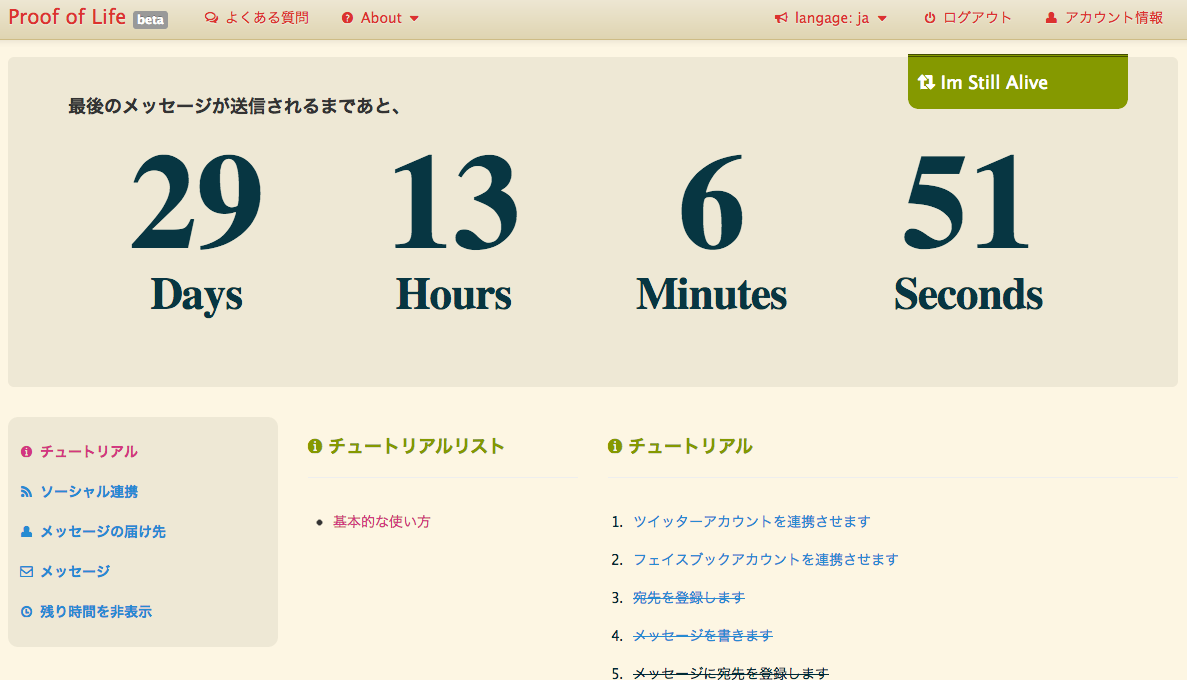 Proof of Life beta よくある質問 About langage: ja ログアウト アカウント情報
Im Still Alive
最後のメッセージが送信されるまであと、
29 13 6 51
Days Hours Minutes Seconds
チュートリアル
ソーシャル連携
メッセージの届け先
メッセージ
残り時間を非表示
チュートリアルリスト
基本的な使い方
チュートリアル
1. ツイッターアカウントを連携させます
2. フェイスブックアカウントを連携させます
3. 宛先を登録します
4. メッセージを書きます
5. メッセージに宛先を登録します